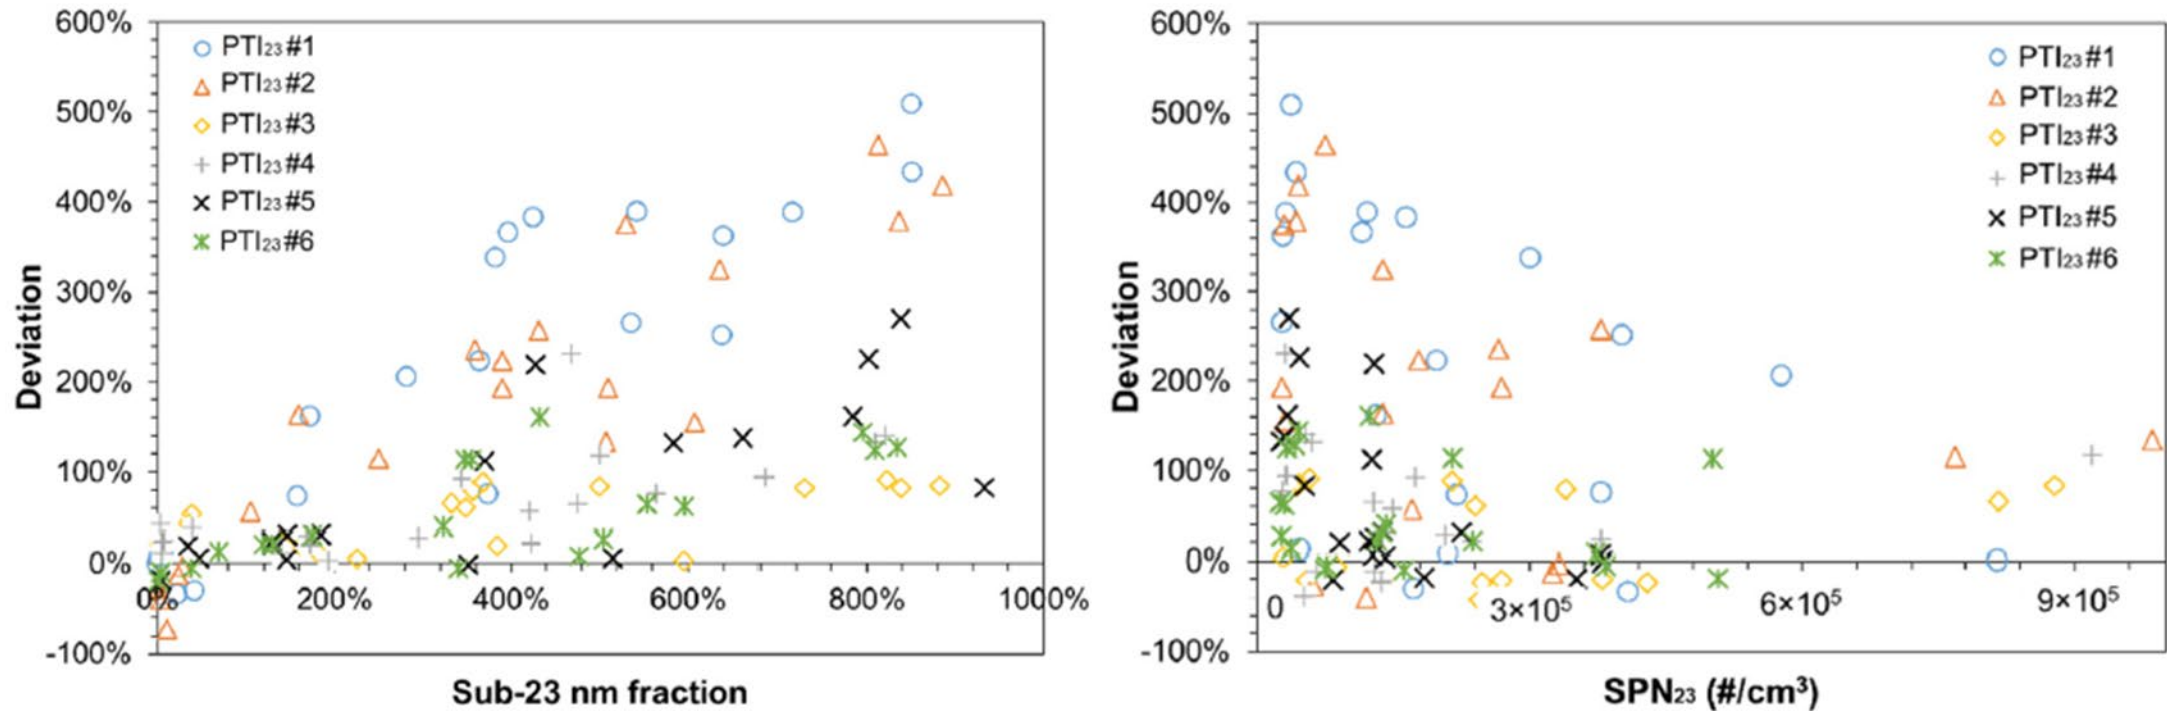 600%
500%
400%
300%
200%
100%
0%
-100%
Deviation
PTI23 #1
PTI23 #2
PTI23 #3
PTI23 #4
PTI23 #5
PTI23 #6
0% 200% 400% 600% 800% 1000%
Sub-23 nm fraction
600%
500%
400%
300%
200%
100%
0%
-100%
Deviation
PTI23 #1
PTI23 #2
PTI23 #3
PTI23 #4
PTI23 #5
PTI23 #6
0 3×10⁵ 6×10⁵ 9×10⁵
SPN23 (#/cm³)